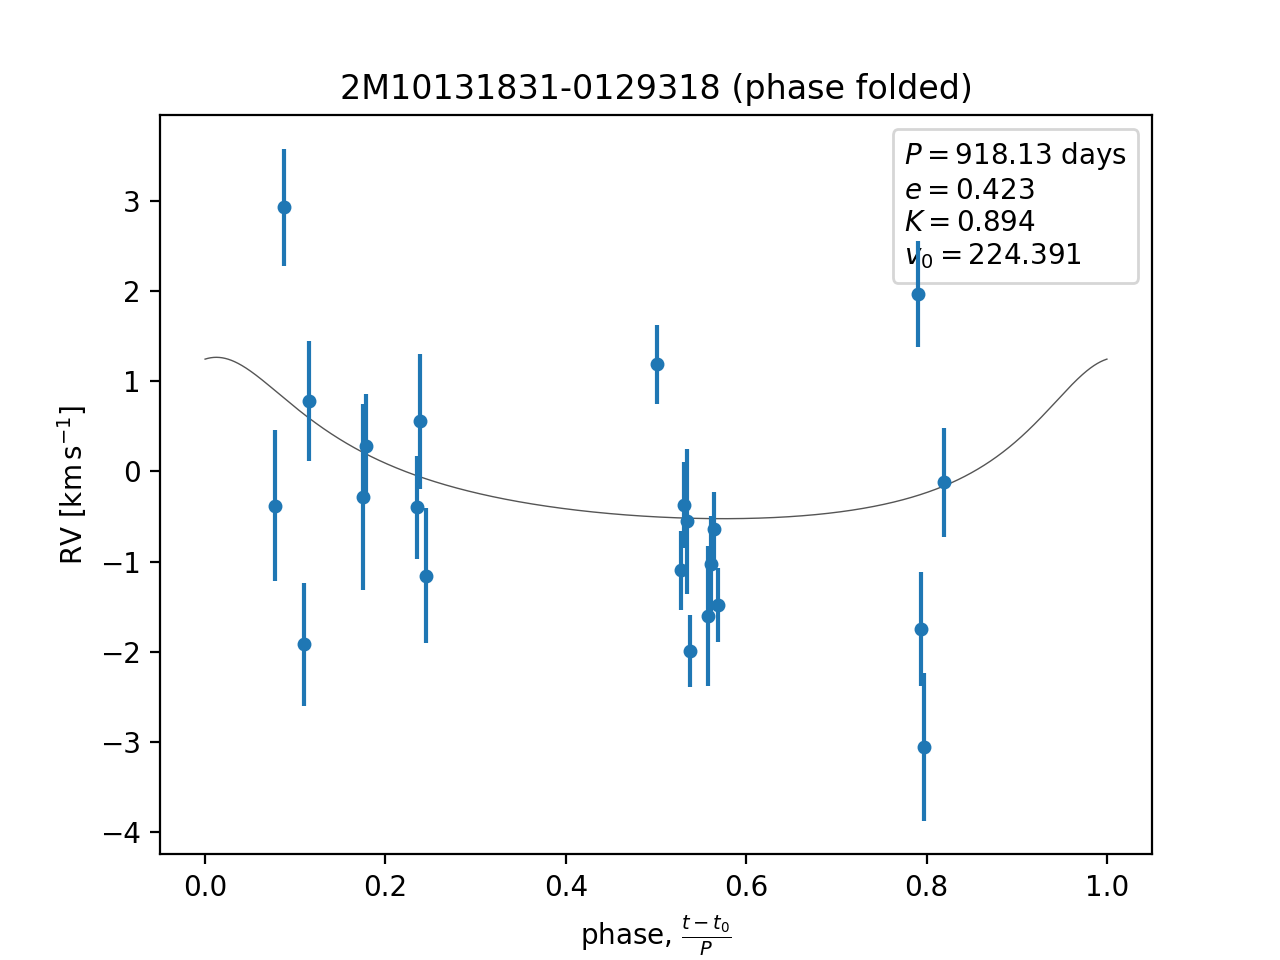 2M10131831-0129318 (phase folded)
P = 918.13 days
e = 0.423
K = 0.894
v₀ = 224.391
3
2
1
0
−1
−2
−3
−4
RV [km s⁻¹]
0.0 0.2 0.4 0.6 0.8 1.0
phase, (t − t₀)/P